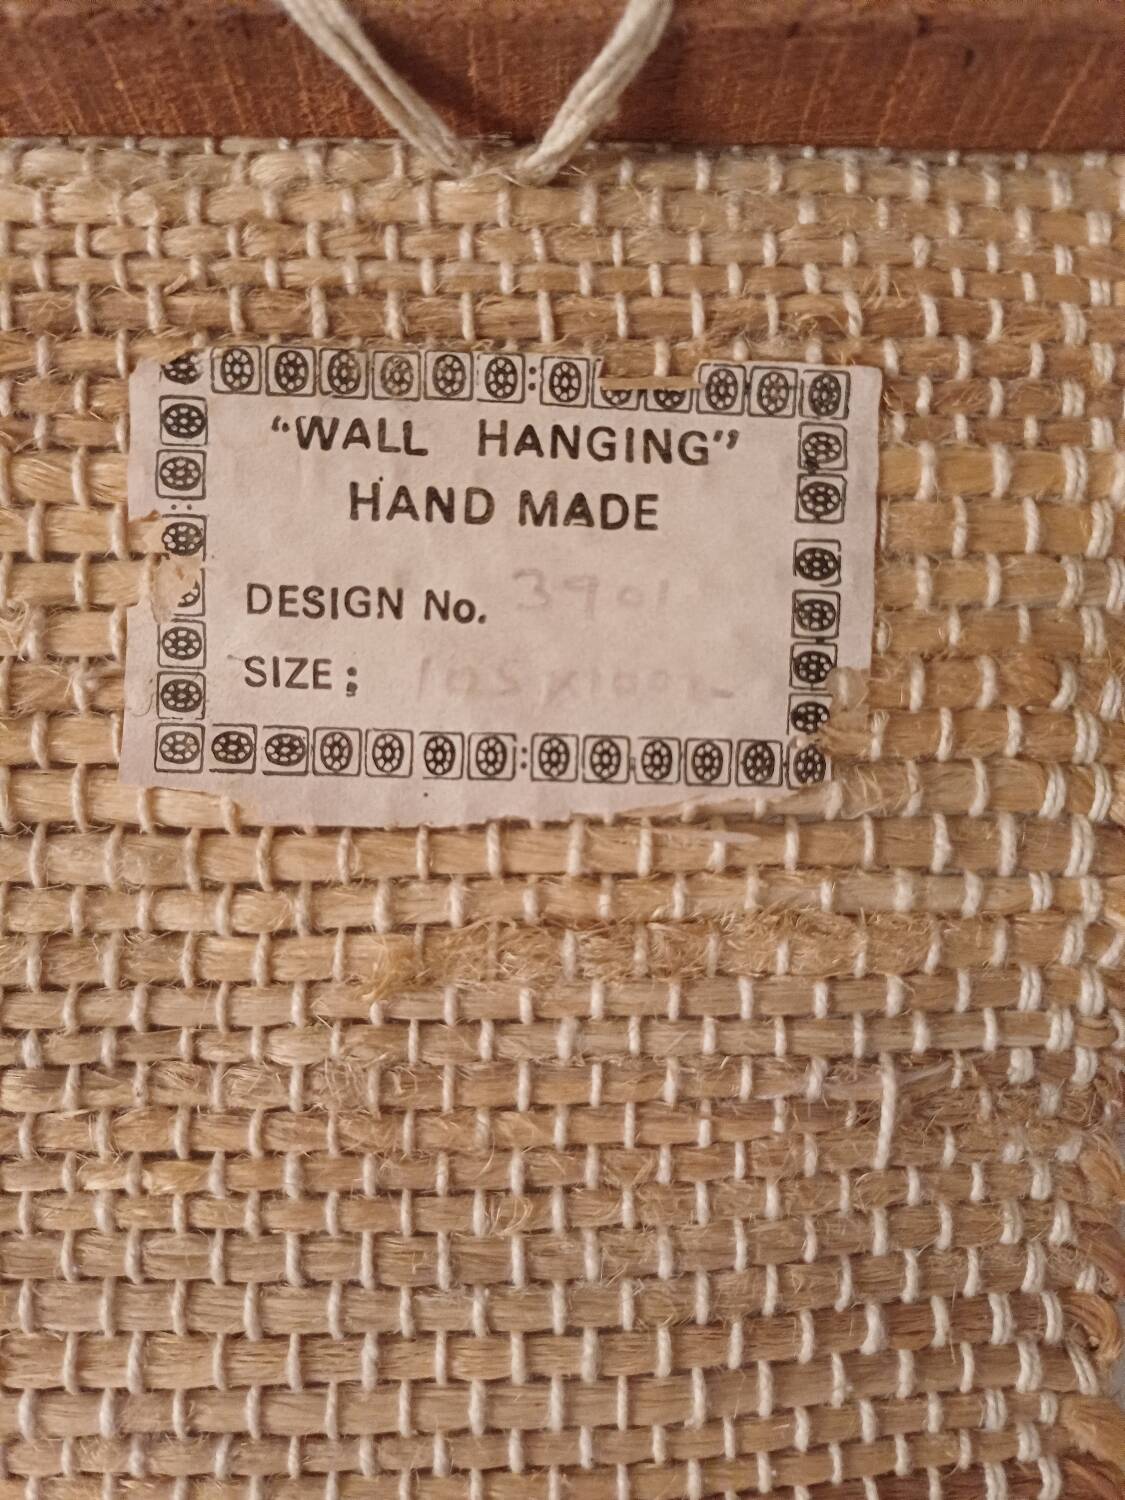 “WALL HANGING”
HAND MADE
DESIGN No. 3901
SIZE :